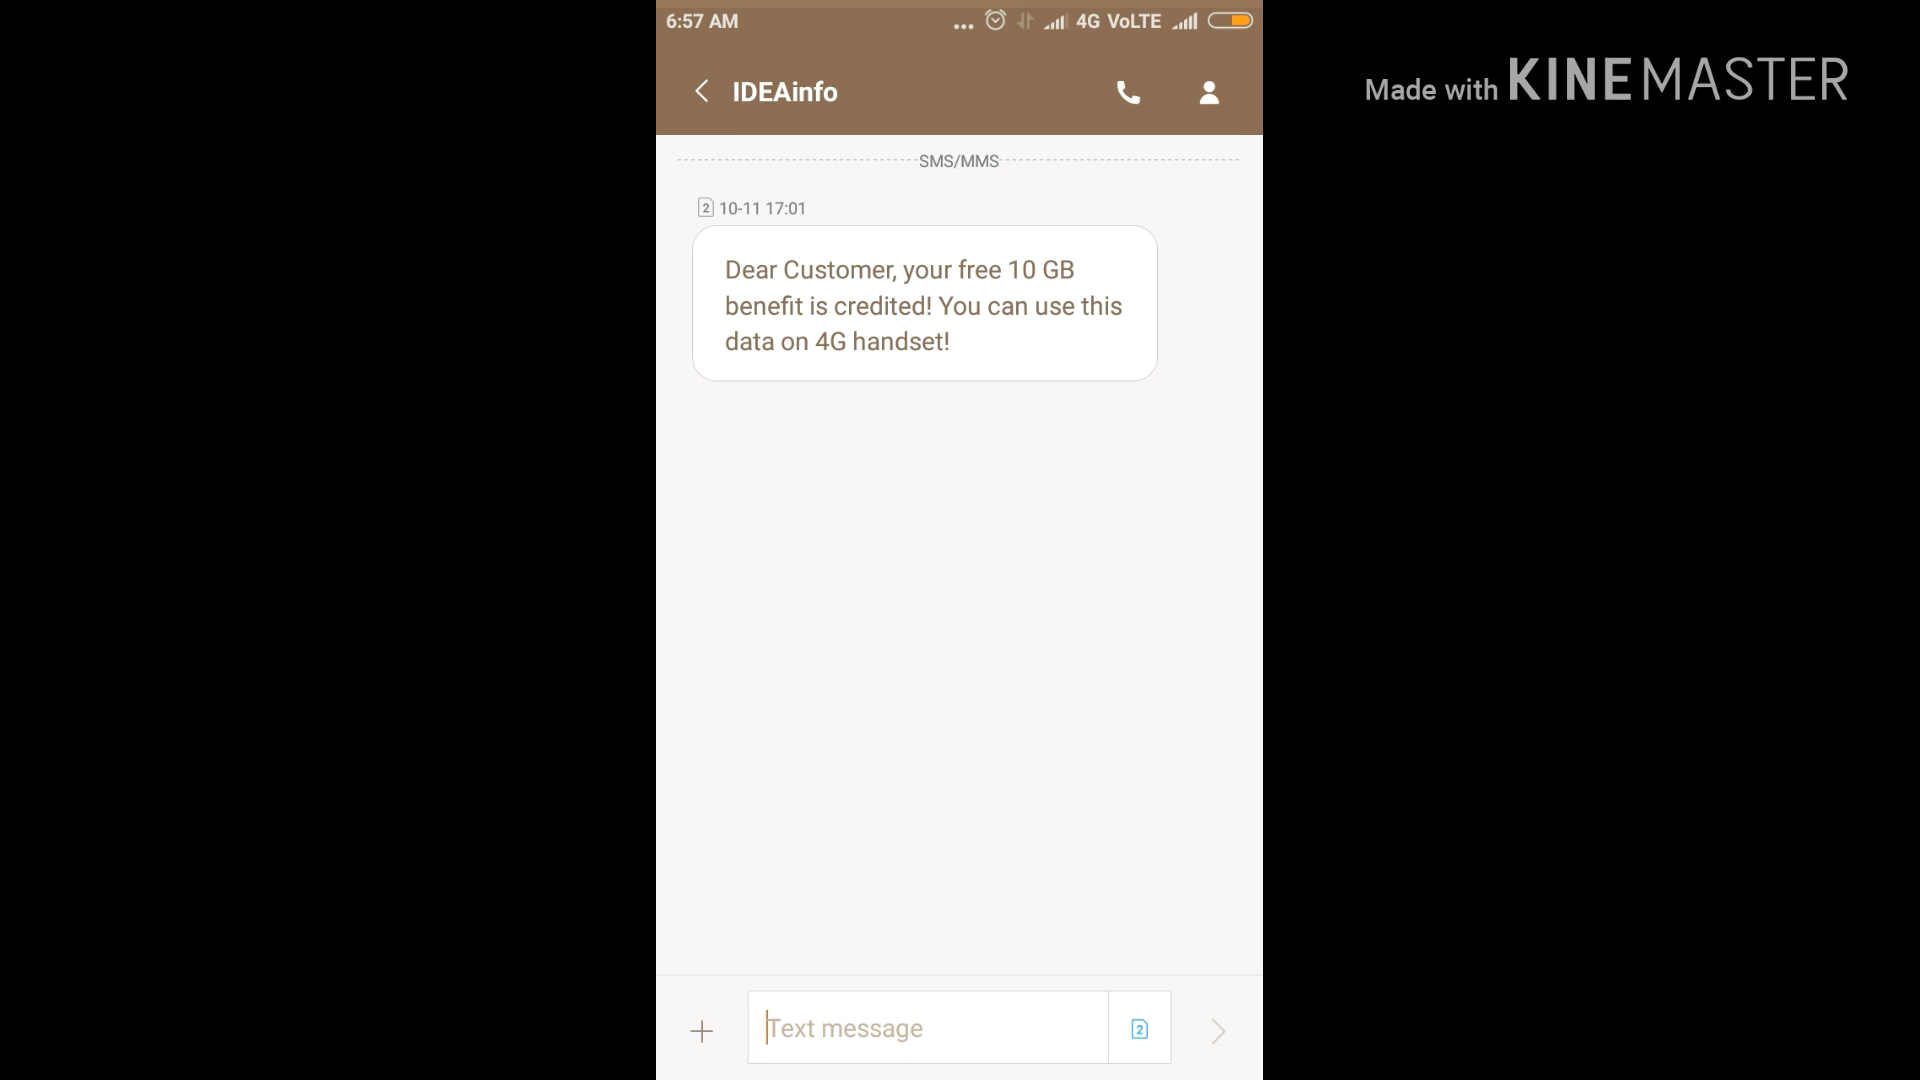 6:57 AM
... 4G VoLTE
Made with KINEMASTER
IDEAinfo
SMS/MMS
2 10-11 17:01
Dear Customer, your free 10 GB
benefit is credited! You can use this
data on 4G handset!
Text message
2